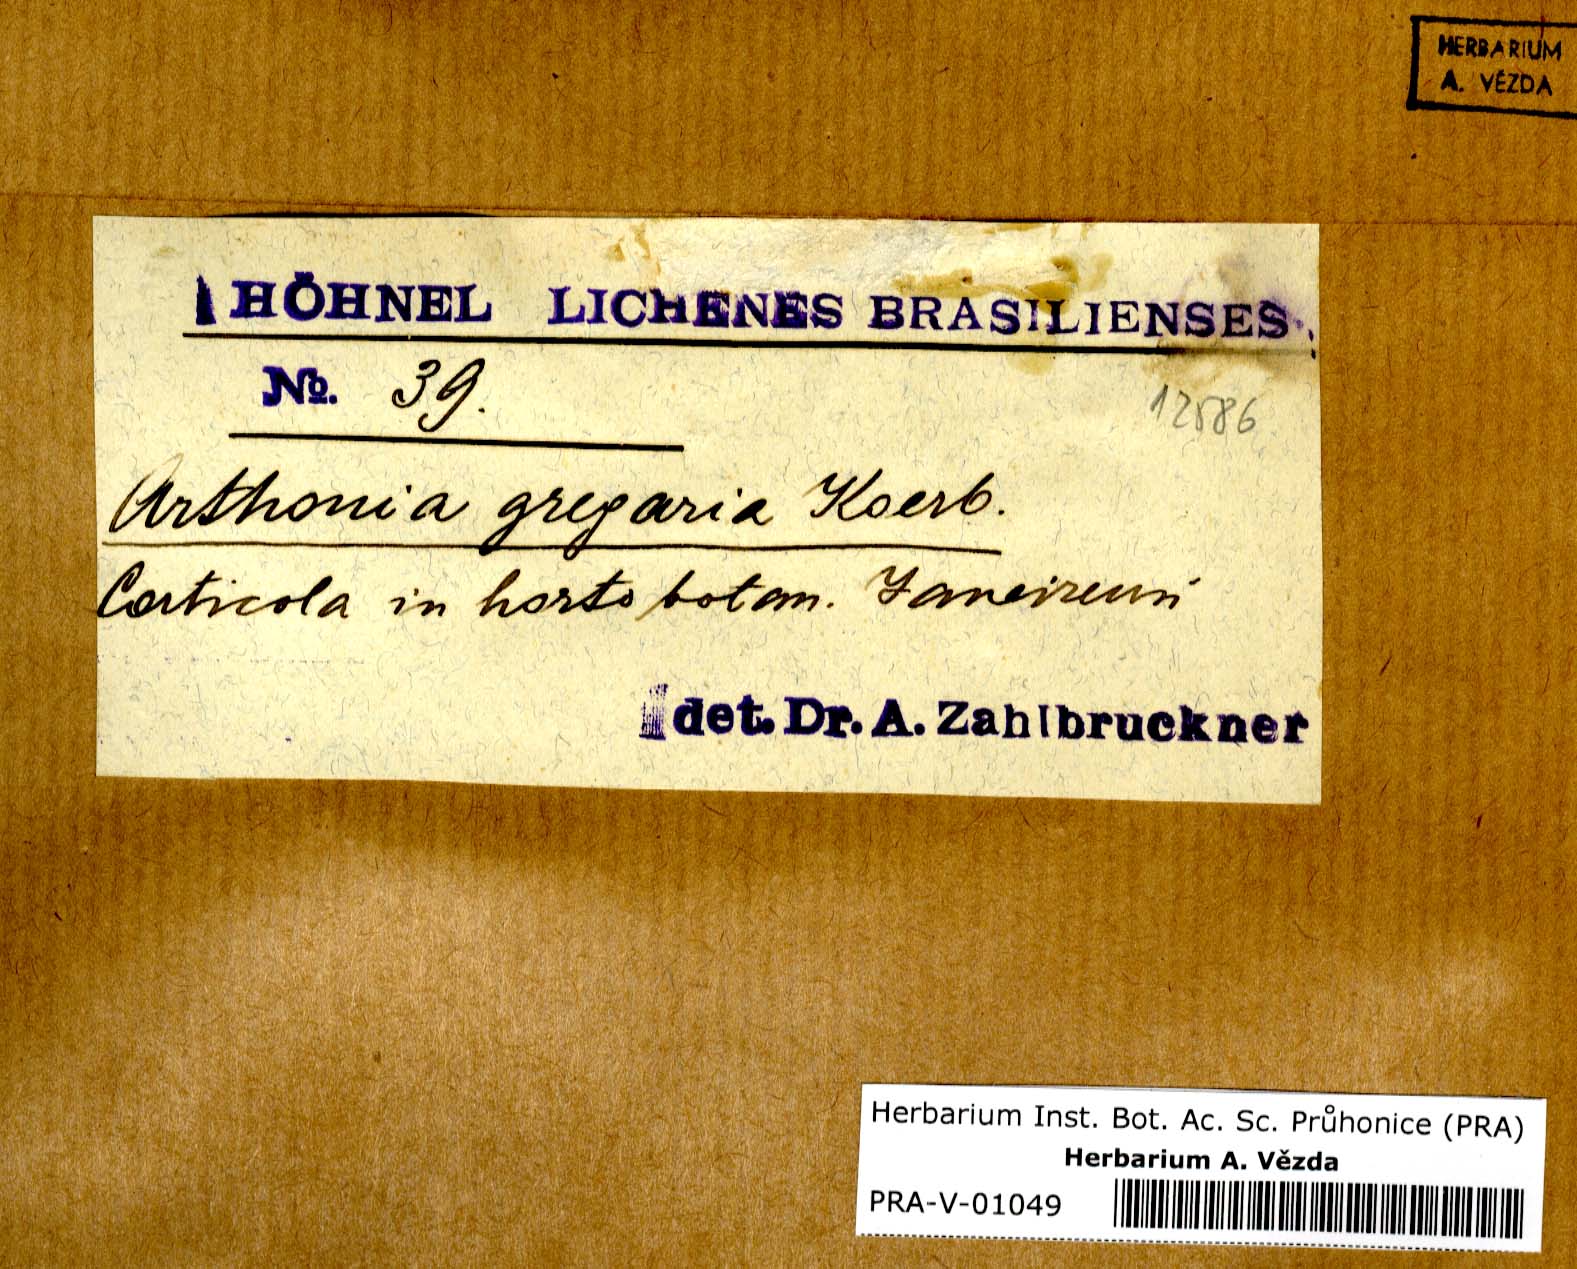 HERBARIUM
A. VĚZDA
HÖHNEL LICHENES BRASILIENSES.
No. 39.
12586
Arthonia gregaria Koerb.
Corticola in horto botan. Janeirensi
det. Dr. A. Zahlbruckner
Herbarium Inst. Bot. Ac. Sc. Průhonice (PRA)
Herbarium A. Vězda
PRA-V-01049